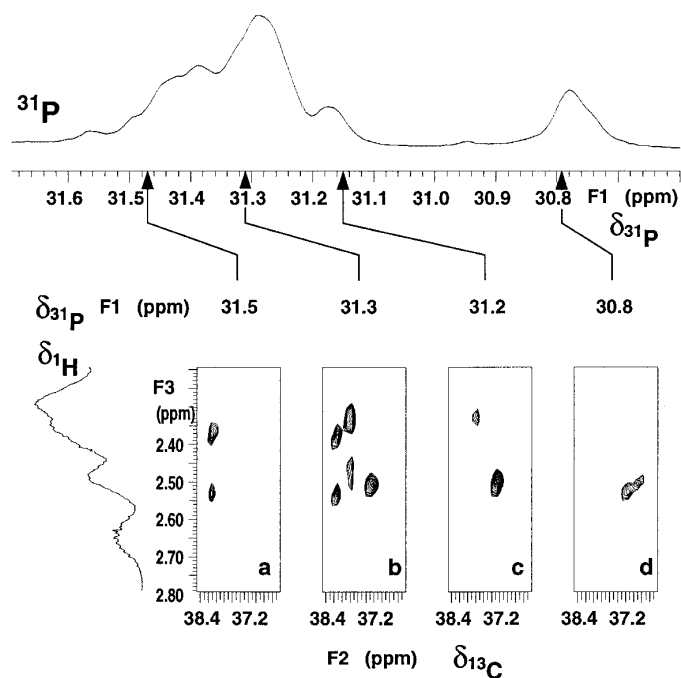 31P
31.6 31.5 31.4 31.3 31.2 31.1 31.0 30.9 30.8 F1 (ppm)
δ31P
δ31P F1 (ppm) 31.5 31.3 31.2 30.8
δ1H
F3
(ppm)
2.40
2.50
2.60
2.70
2.80
a b c d
38.4 37.2 38.4 37.2 38.4 37.2 38.4 37.2
F2 (ppm) δ13C